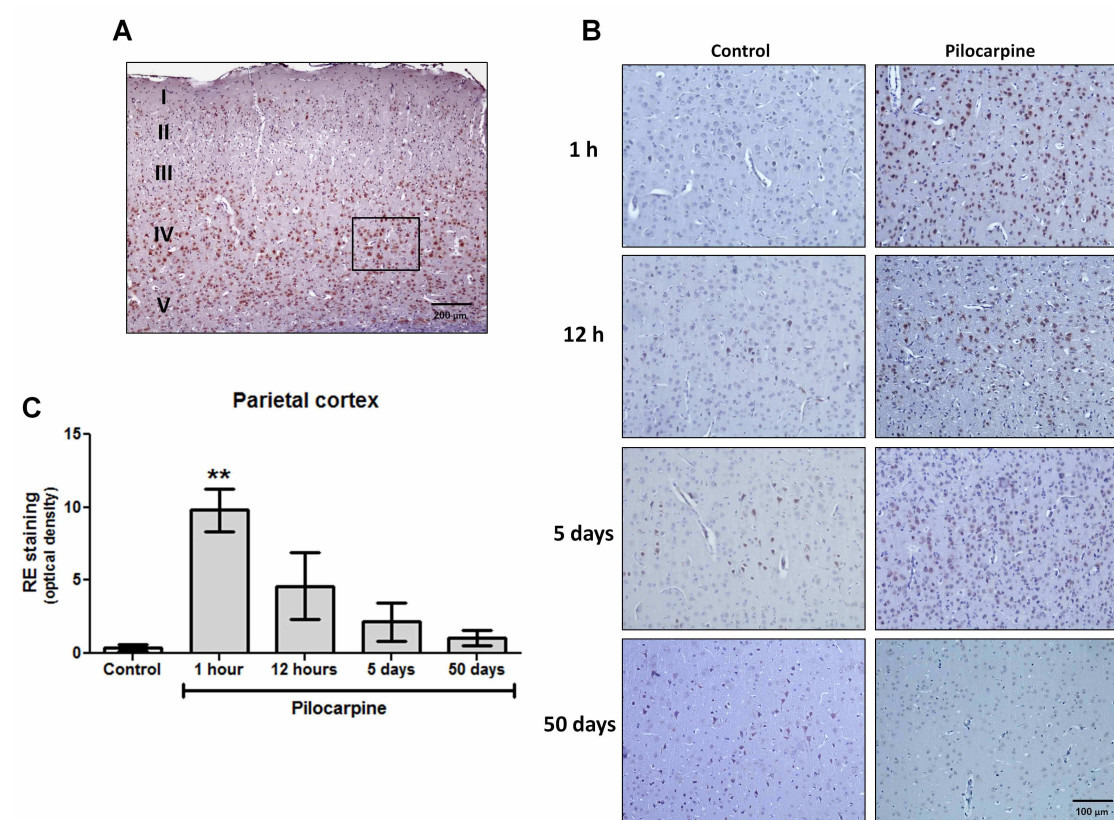 A
I
II
III
IV
V
200 μm
B
Control
Pilocarpine
1 h
12 h
5 days
50 days
100 μm
C
Parietal cortex
RE staining
(optical density)
15
10
5
0
**
Control
1 hour
12 hours
5 days
50 days
Pilocarpine